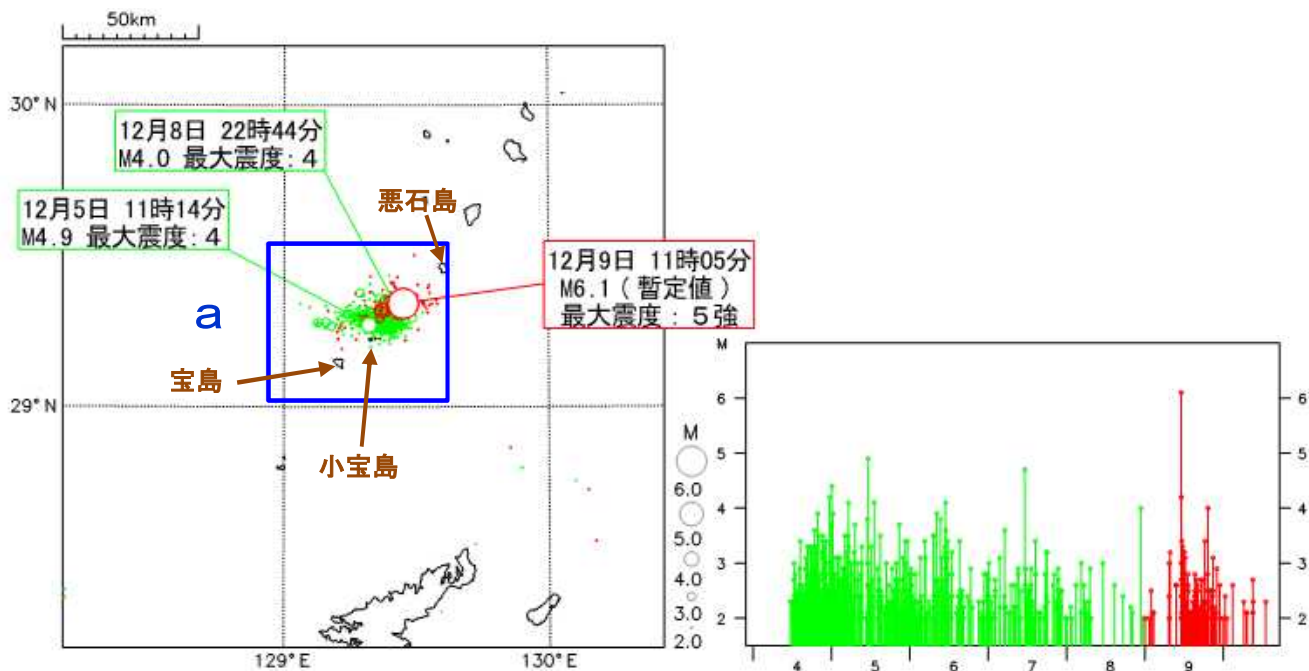 50km
30°N
12月8日 22時44分
M4.0 最大震度:4
悪石島
12月5日 11時14分
M4.9 最大震度:4
12月9日 11時05分
M6.1(暫定値)
最大震度:5強
a
宝島
29°N
小宝島
M
6.0
5.0
4.0
3.0
2.0
129°E
130°E
M
6
5
4
3
2
6
5
4
3
2
4
5
6
7
8
9